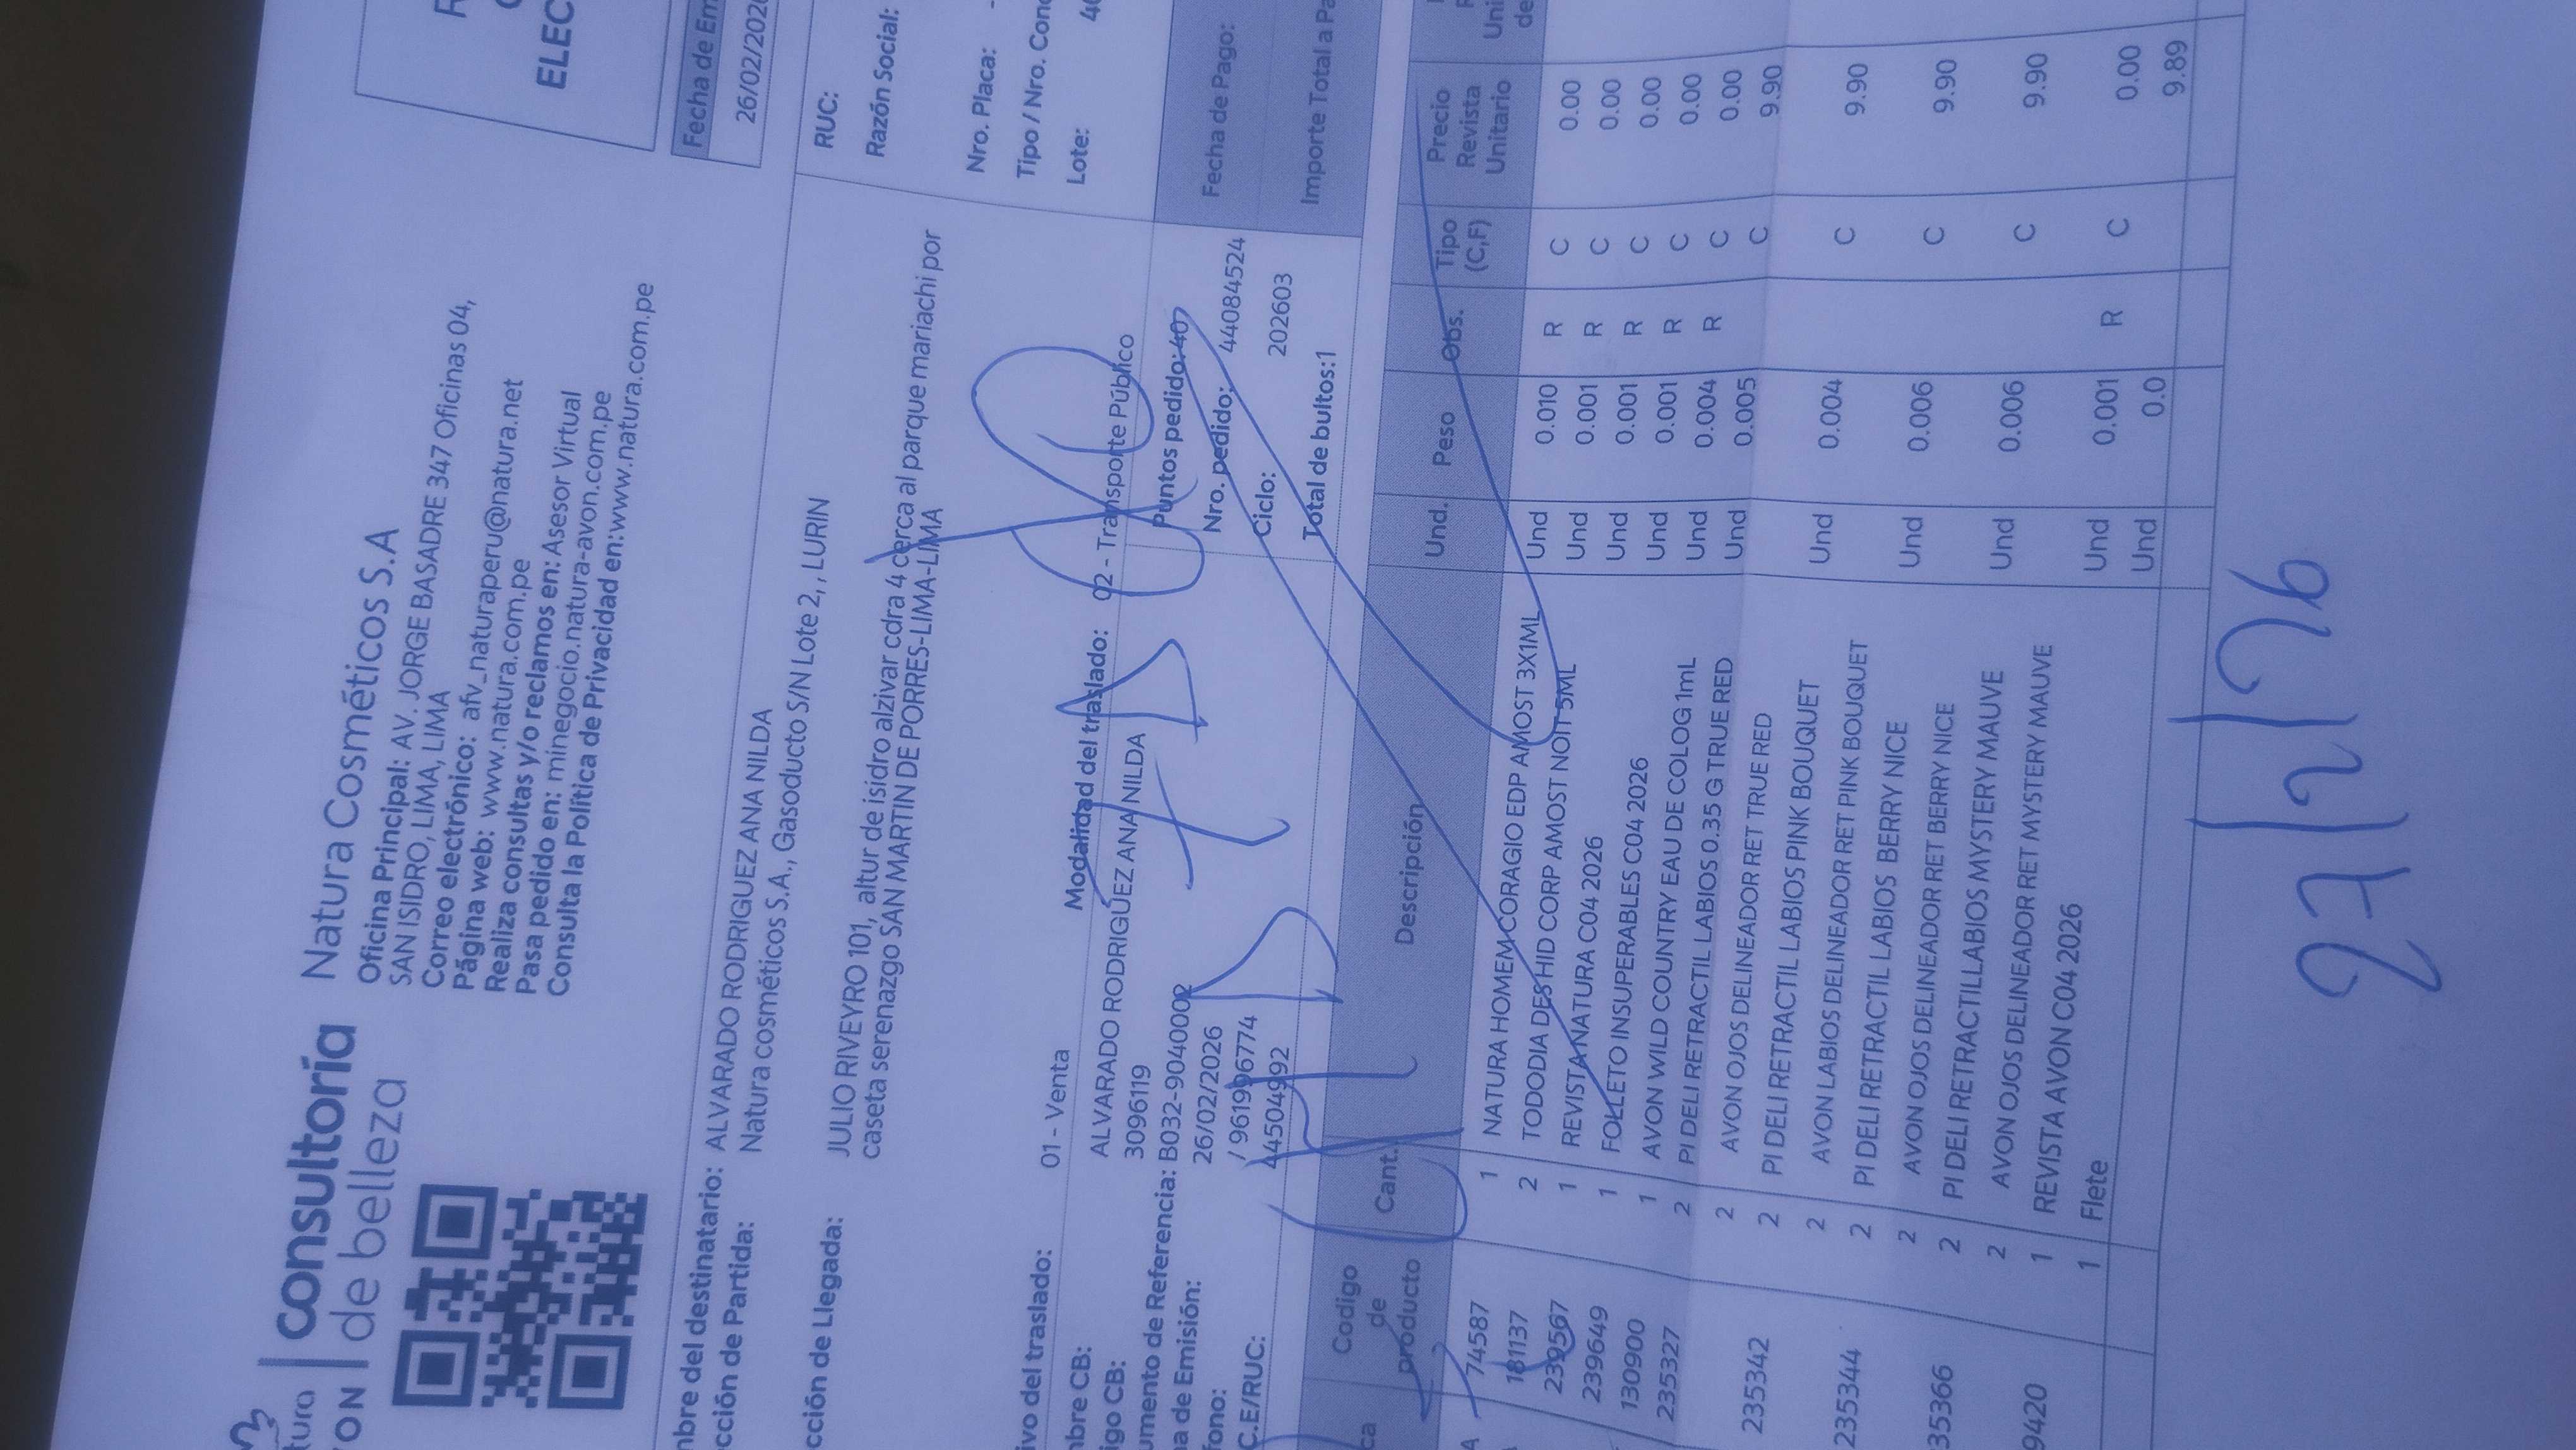 Natura Cosméticos S.A
consultoría
de belleza
Oficina Principal: AV. JORGE BASADRE 347 Oficinas 04,
SAN ISIDRO, LIMA, LIMA
Correo electrónico: afv_naturaperu@natura.net
Página web: www.natura.com.pe
Realiza consultas y/o reclamos en: Asesor Virtual
Pasa pedido en: minegocio.natura-avon.com.pe
Consulta la Política de Privacidad en:www.natura.com.pe
ELEC
Fecha de Em
26/02/202
mbre del destinatario: ALVARADO RODRIGUEZ ANA NILDA
cción de Partida: Natura cosméticos S.A., Gasoducto S/N Lote 2, , LURIN
cción de Llegada: JULIO RIVEYRO 101, altur de isidro alzivar cdra 4 cerca al parque mariachi por
caseta serenazgo SAN MARTIN DE PORRES-LIMA-LIMA
RUC:
Razón Social:
Nro. Placa: -
Tipo / Nro. Cond
Lote: 40
ivo del traslado: 01 - Venta Modalidad del traslado: 02 - Transporte Público
mbre CB: ALVARADO RODRIGUEZ ANA NILDA
igo CB: 3096119
umento de Referencia: B032-9040000
a de Emisión: 26/02/2026
fono: / 961996774
C.E/RUC: 44504992
Puntos pedido: 40
Nro. pedido: 44084524
Ciclo: 202603
Total de bultos:1
Fecha de Pago:
Importe Total a Pa
Codigo de producto Cant. Descripción Und. Peso Obs. Tipo (C,F) Precio Revista Unitario
74587 1 NATURA HOMEM CORAGIO EDP AMOST 3X1ML Und 0.010 R C 0.00
181137 2 TODODIA DESHID CORP AMOST NOIT 5ML Und 0.001 R C 0.00
239567 1 REVISTA NATURA C04 2026 Und 0.001 R C 0.00
239649 1 FOLLETO INSUPERABLES C04 2026 Und 0.001 R C 0.00
130900 1 AVON WILD COUNTRY EAU DE COLOG 1mL Und 0.004 R C 0.00
235327 2 PI DELI RETRACTIL LABIOS 0.35 G TRUE RED Und 0.005 C 9.90
2 AVON OJOS DELINEADOR RET TRUE RED
235342 2 PI DELI RETRACTIL LABIOS PINK BOUQUET Und 0.004 C 9.90
2 AVON LABIOS DELINEADOR RET PINK BOUQUET
235344 2 PI DELI RETRACTIL LABIOS BERRY NICE Und 0.006 C 9.90
2 AVON OJOS DELINEADOR RET BERRY NICE
35366 2 PI DELI RETRACTIL LABIOS MYSTERY MAUVE Und 0.006 C 9.90
2 AVON OJOS DELINEADOR RET MYSTERY MAUVE
9420 1 REVISTA AVON C04 2026 Und 0.001 R C 0.00
1 Flete Und 0.0 9.89
27/2/26